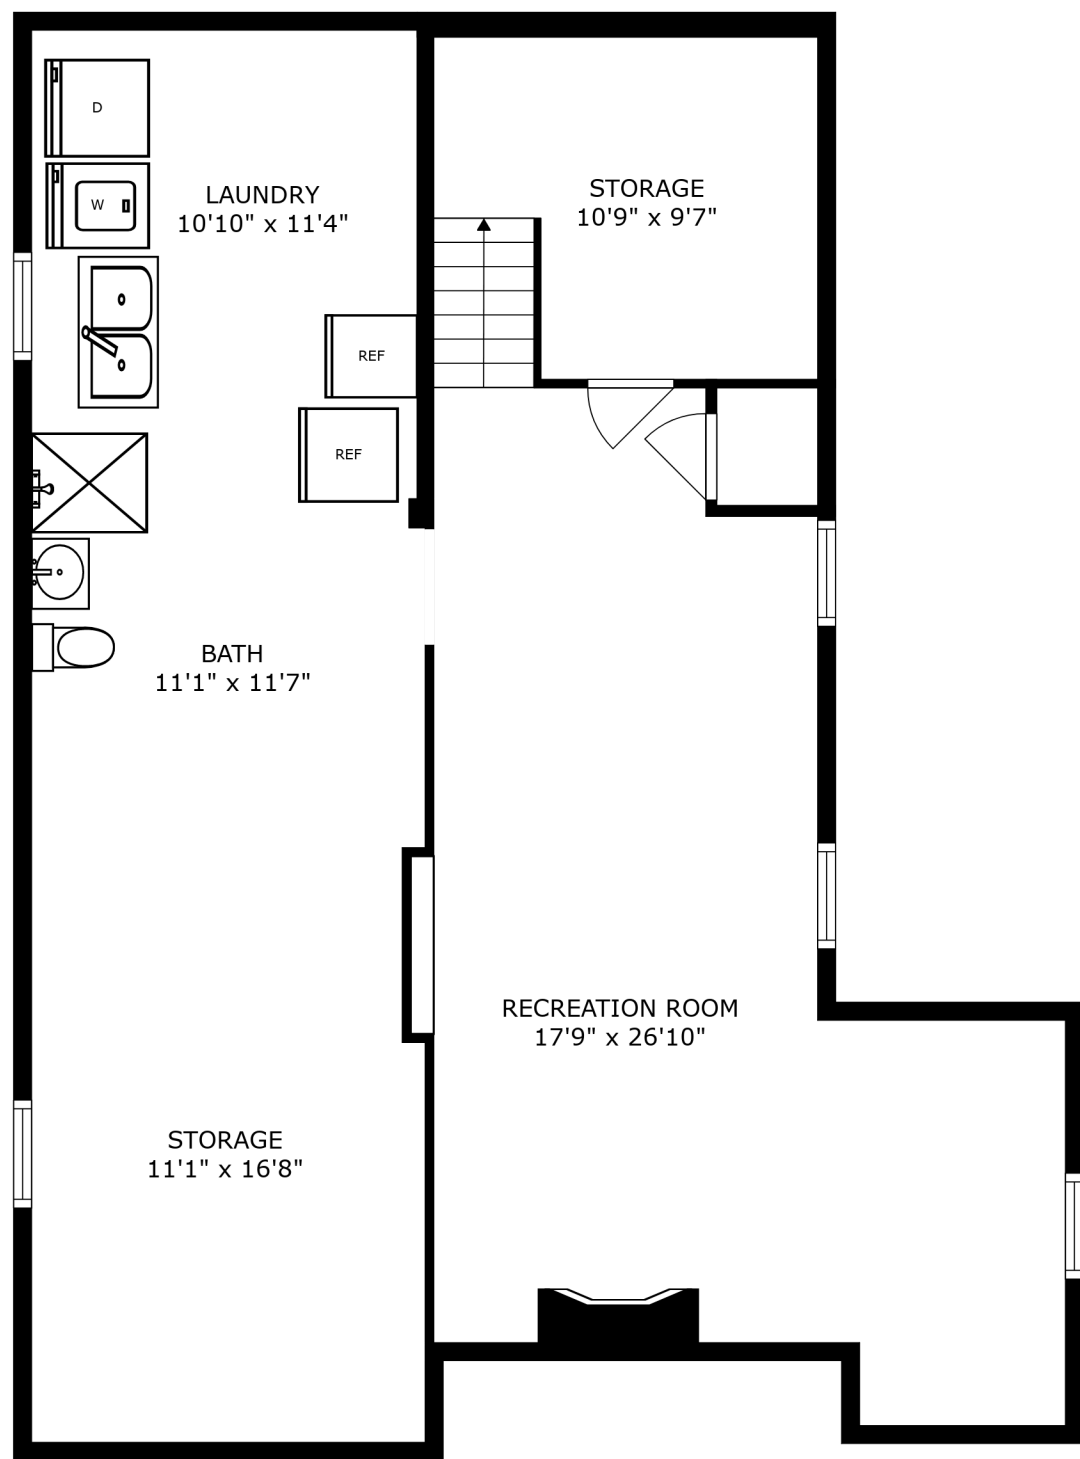 D
W
LAUNDRY
10'10" x 11'4"
STORAGE
10'9" x 9'7"
REF
REF
BATH
11'1" x 11'7"
RECREATION ROOM
17'9" x 26'10"
STORAGE
11'1" x 16'8"